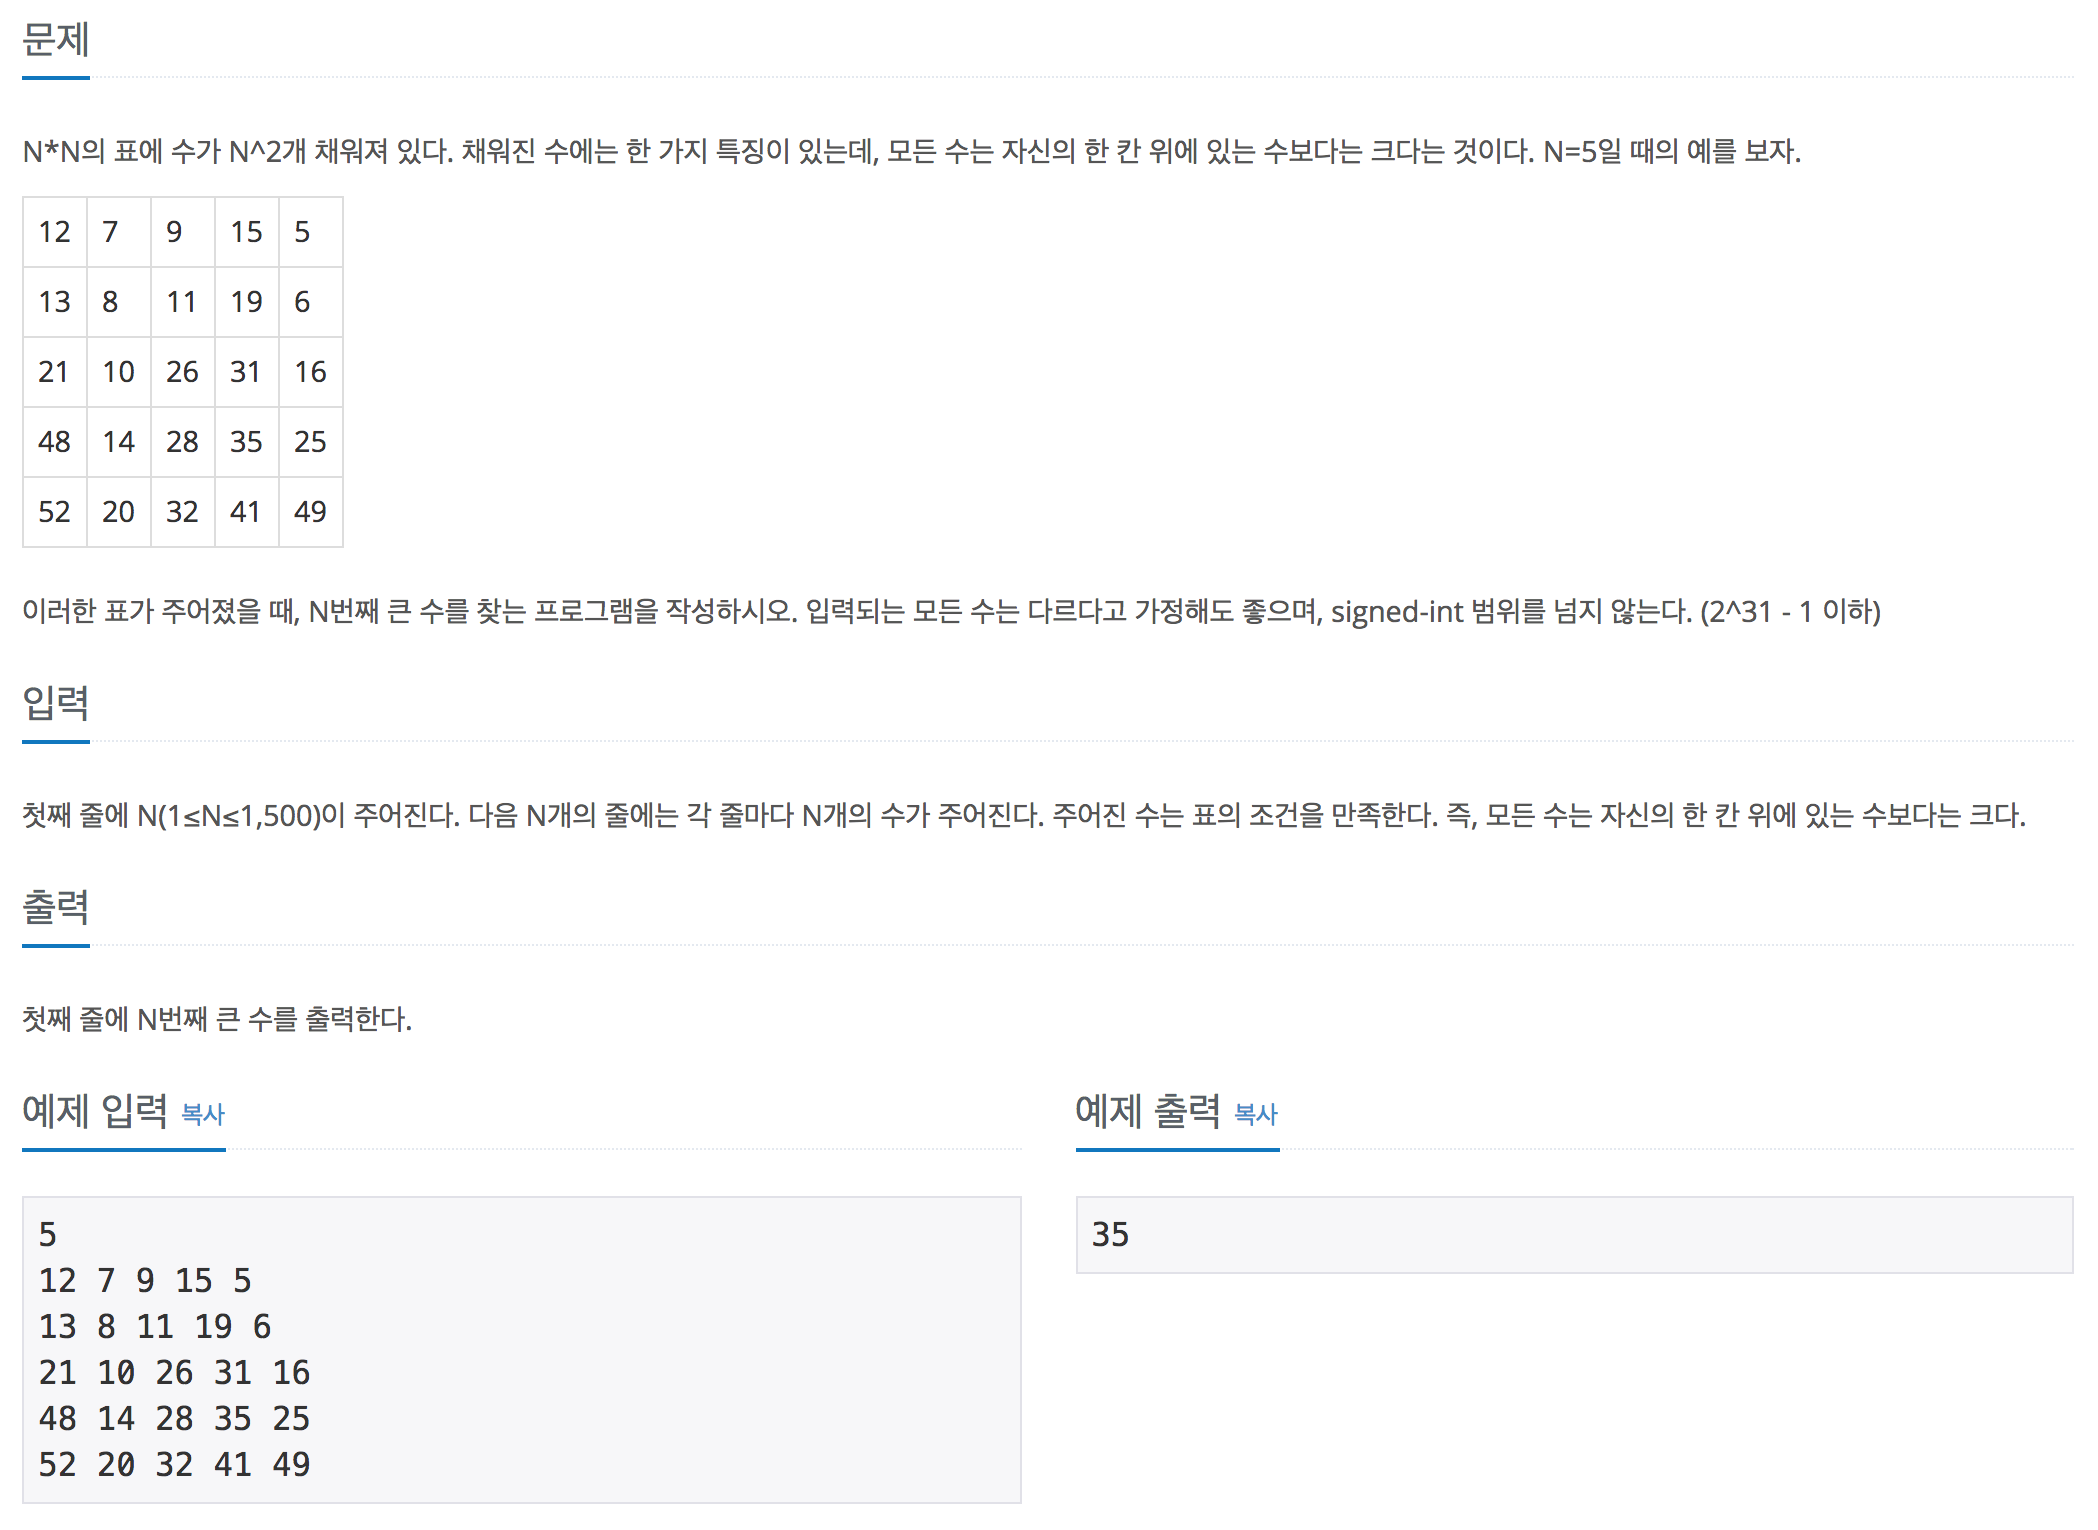 문제
N*N의 표에 수가 N^2개 채워져 있다. 채워진 수에는 한 가지 특징이 있는데, 모든 수는 자신의 한 칸 위에 있는 수보다는 크다는 것이다. N=5일 때의 예를 보자.
12 7 9 15 5
13 8 11 19 6
21 10 26 31 16
48 14 28 35 25
52 20 32 41 49
이러한 표가 주어졌을 때, N번째 큰 수를 찾는 프로그램을 작성하시오. 입력되는 모든 수는 다르다고 가정해도 좋으며, signed-int 범위를 넘지 않는다. (2^31 - 1 이하)
입력
첫째 줄에 N(1≤N≤1,500)이 주어진다. 다음 N개의 줄에는 각 줄마다 N개의 수가 주어진다. 주어진 수는 표의 조건을 만족한다. 즉, 모든 수는 자신의 한 칸 위에 있는 수보다는 크다.
출력
첫째 줄에 N번째 큰 수를 출력한다.
예제 입력 복사
5
12 7 9 15 5
13 8 11 19 6
21 10 26 31 16
48 14 28 35 25
52 20 32 41 49
예제 출력 복사
35